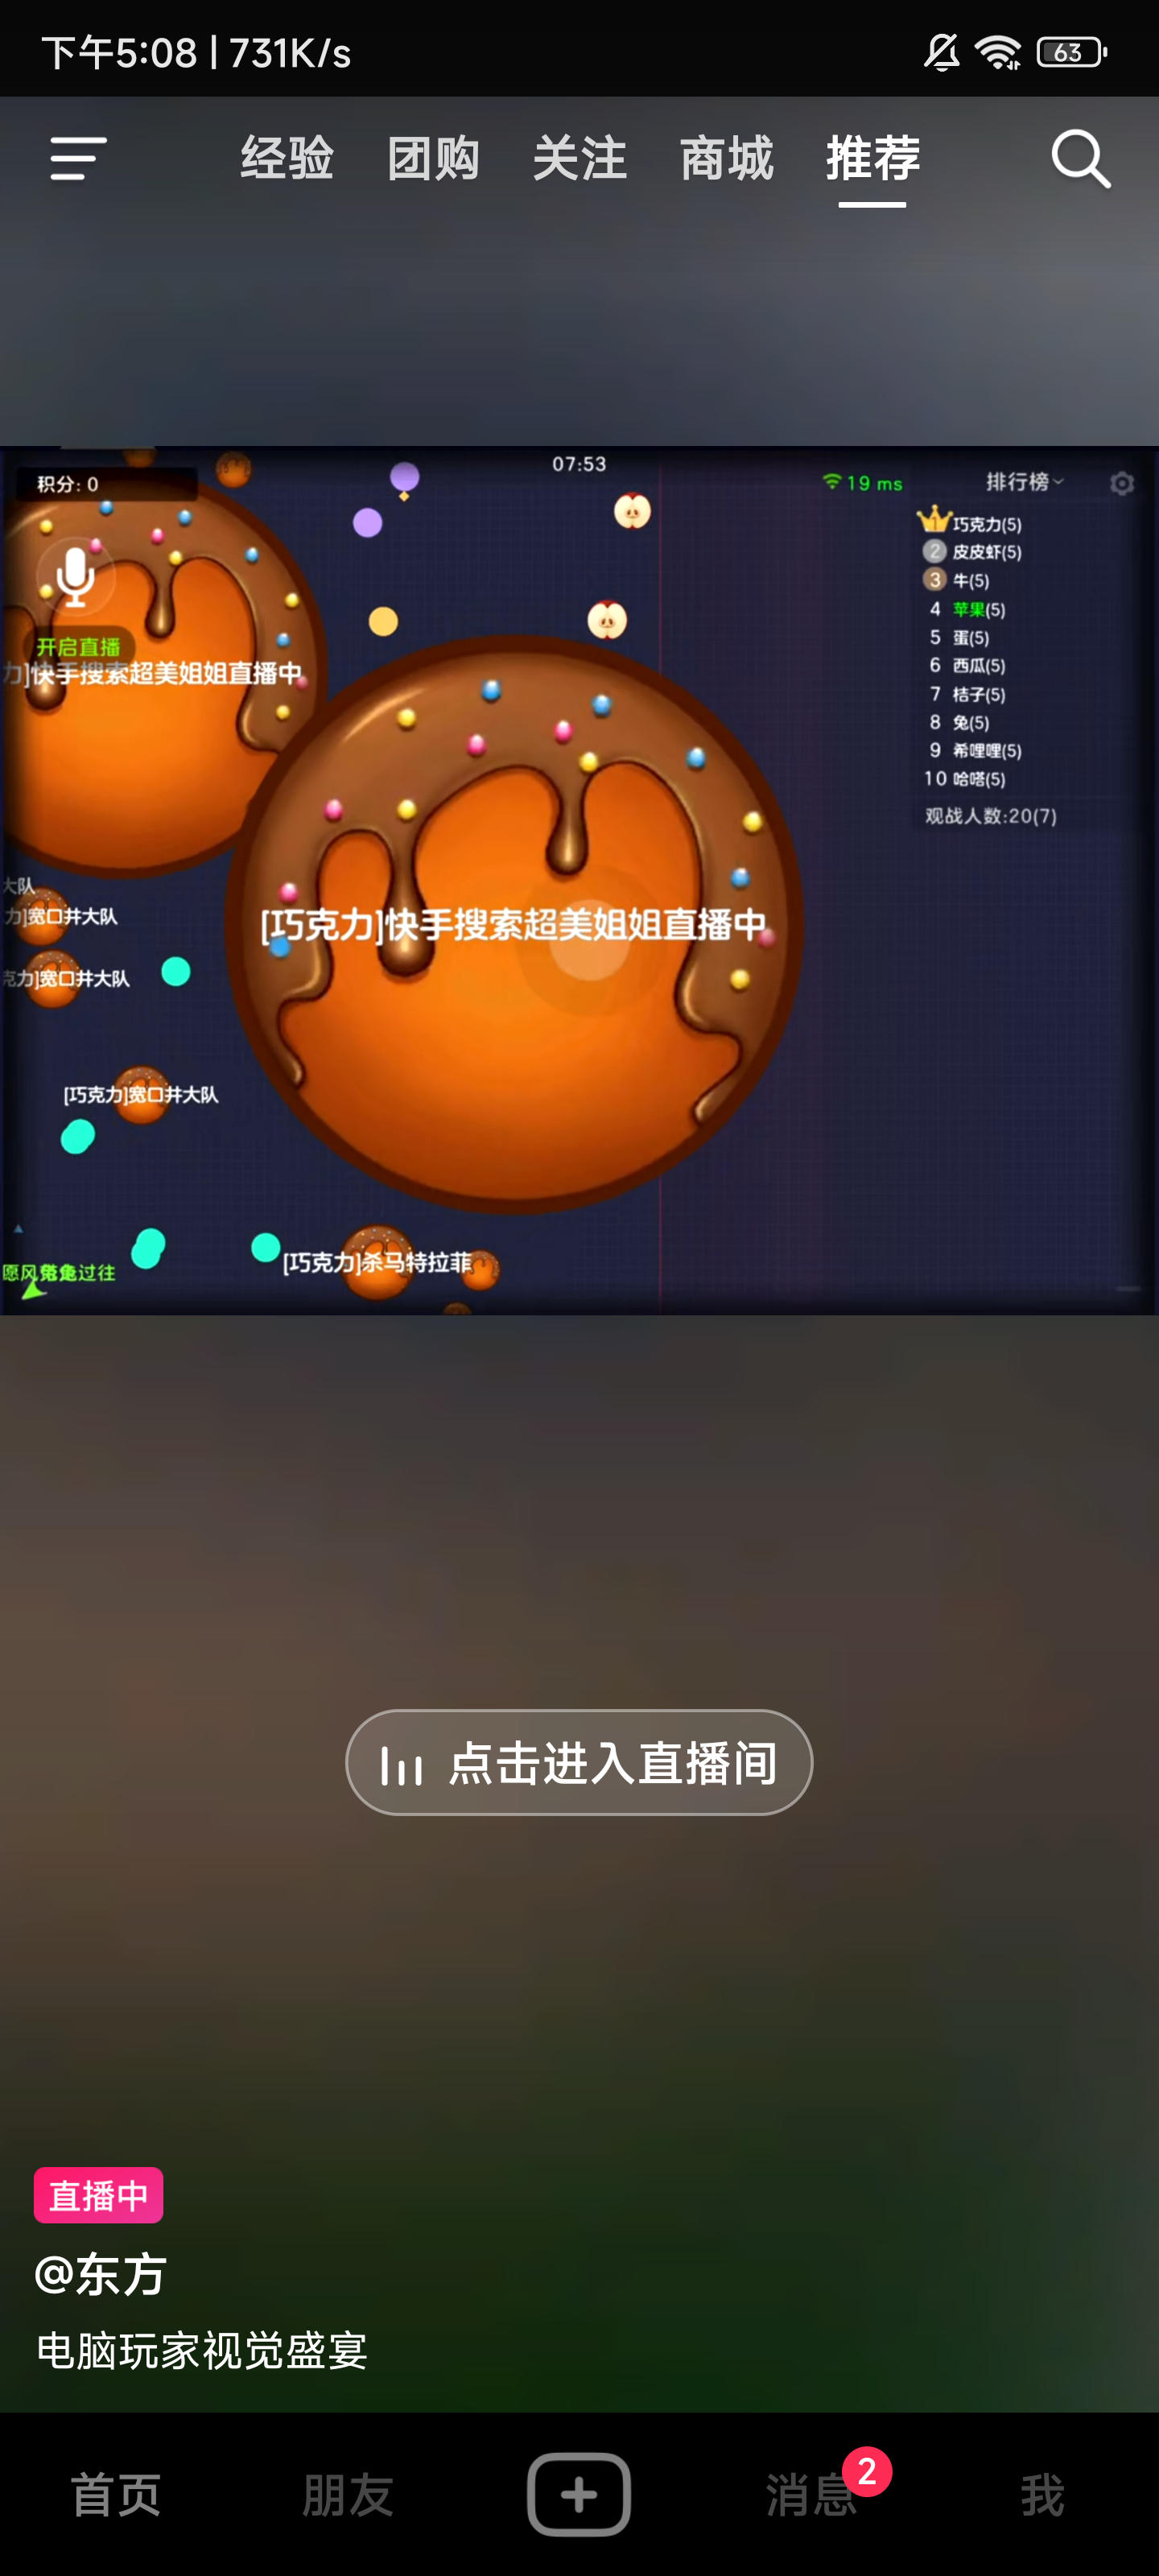 下午5:08 | 731K/s
63
经验 团购 关注 商城 推荐
07:53
积分: 0
19 ms
排行榜
1 巧克力(5)
2 皮皮虾(5)
3 牛(5)
4 苹果(5)
5 蛋(5)
6 西瓜(5)
7 桔子(5)
8 兔(5)
9 希哩哩(5)
10 哈嗒(5)
观战人数:20(7)
开启直播
力]快手搜索超美姐姐直播中
[巧克力]快手搜索超美姐姐直播中
大队
力]宽口井大队
克力]宽口井大队
[巧克力]宽口井大队
[巧克力]杀马特拉菲
愿风
过往
点击进入直播间
直播中
@东方
电脑玩家视觉盛宴
首页 朋友 消息 2 我